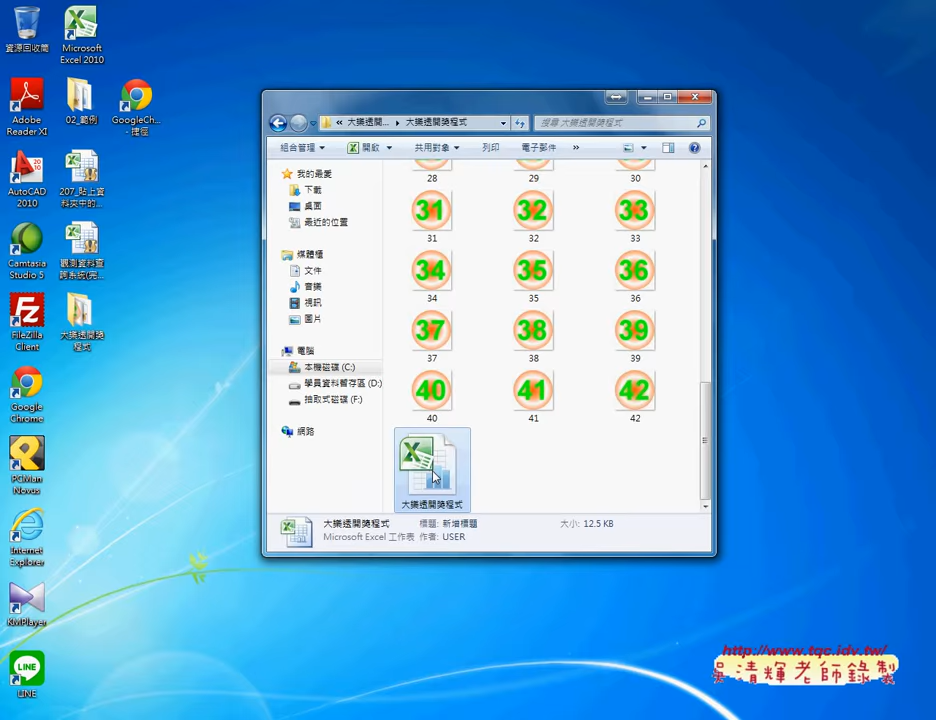 資源回收筒
Microsoft
Excel 2010
Adobe
Reader XI
02_範例
GoogleCh...
- 捷徑
AutoCAD
2010
207_貼上資
料夾中的...
Camtasia
Studio 5
觀測資料查
詢系統(完...
FileZilla
Client
大樂透開獎
程式
Google
Chrome
PCMan
Novus
Internet
Explorer
KMPlayer
LINE
LINE
« 大樂透開... ▸ 大樂透開獎程式
搜尋 大樂透開獎程式
組合管理
開啟
共用對象
列印
電子郵件
»
我的最愛
下載
桌面
最近的位置
媒體櫃
文件
音樂
視訊
圖片
電腦
本機磁碟 (C:)
學員資料暫存區 (D:)
抽取式磁碟 (F:)
網路
28 29 30
31 32 33
31 32 33
34 35 36
34 35 36
37 38 39
37 38 39
40 41 42
40 41 42
大樂透開獎程式
大樂透開獎程式 標題: 新增標題 大小: 12.5 KB
Microsoft Excel 工作表 作者: USER
http://www.tqc.idv.tw/
吳清輝老師錄製